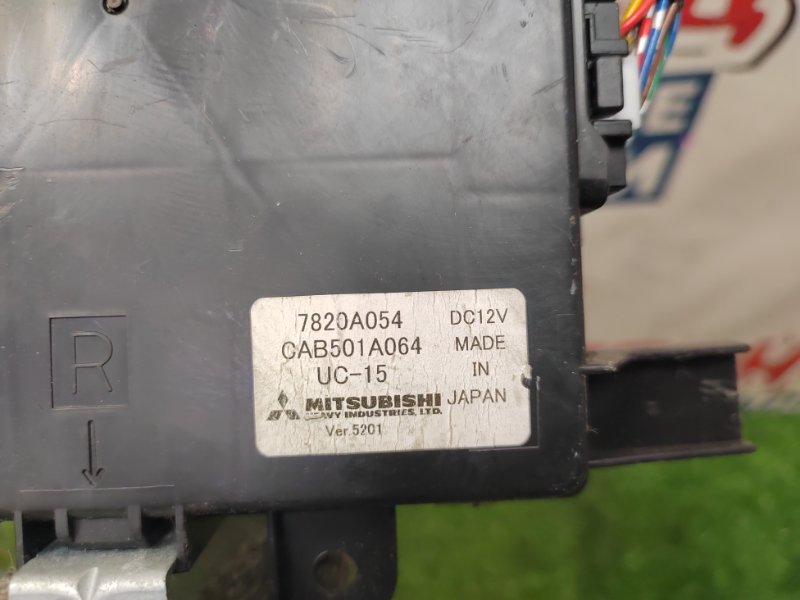 7820A054 DC12V
CAB501A064 MADE
UC-15 IN
MITSUBISHI JAPAN
HEAVY INDUSTRIES, LTD.
Ver.5201
R